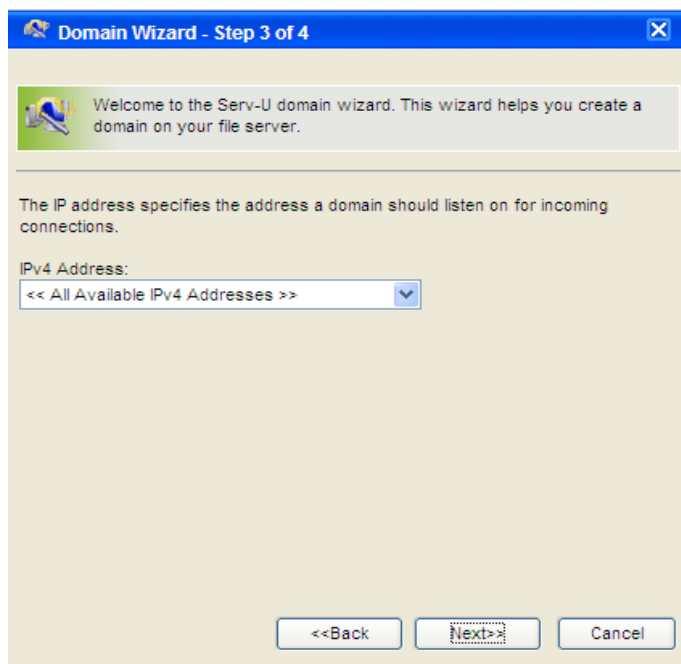 Domain Wizard - Step 3 of 4
Welcome to the Serv-U domain wizard. This wizard helps you create a
domain on your file server.
The IP address specifies the address a domain should listen on for incoming
connections.
IPv4 Address:
<< All Available IPv4 Addresses >>
<<Back
Next>>
Cancel